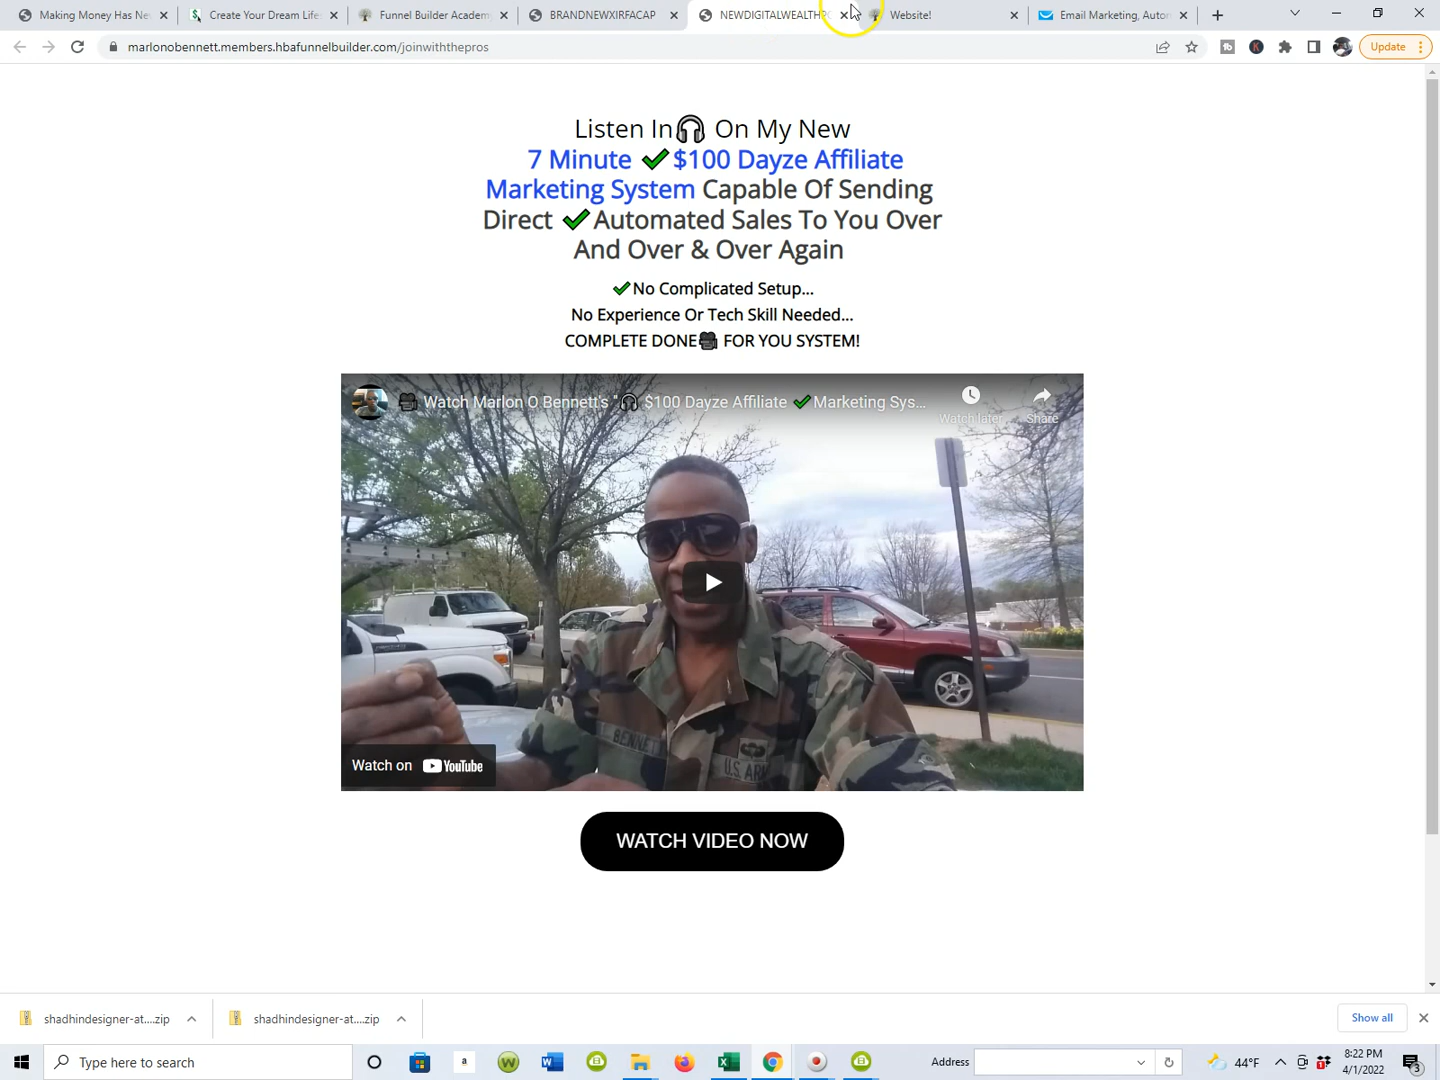 Making Money Has Ne
Create Your Dream Life
Funnel Builder Academ
BRANDNEWXIRFACAP
NEWDIGITALWEALTHPO
Website!
Email Marketing, Autom
marlonobennett.members.hbafunnelbuilder.com/joinwiththepros
Update
Listen In On My New
7 Minute $100 Dayze Affiliate
Marketing System Capable Of Sending
Direct Automated Sales To You Over
And Over & Over Again
No Complicated Setup...
No Experience Or Tech Skill Needed...
COMPLETE DONE FOR YOU SYSTEM!
Watch Marlon O Bennett's "$100 Dayze Affiliate Marketing Sys...
Watch later
Share
BENNETT
U.S. ARM
Watch on YouTube
WATCH VIDEO NOW
shadhindesigner-at....zip
shadhindesigner-at....zip
Show all
Type here to search
Address
44°F
8:22 PM
4/1/2022
3